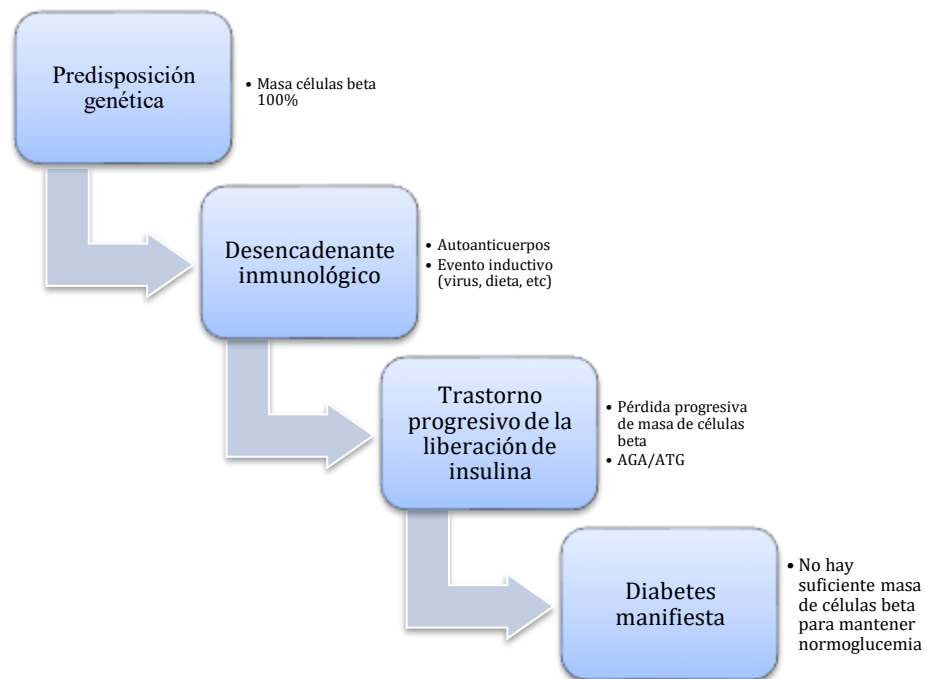 Predisposición
genética
• Masa células beta
100%
Desencadenante
inmunológico
• Autoanticuerpos
• Evento inductivo
(virus, dieta, etc)
Trastorno
progresivo de la
liberación de
insulina
• Pérdida progresiva
de masa de células
beta
• AGA/ATG
Diabetes
manifiesta
• No hay
suficiente masa
de células beta
para mantener
normoglucemia